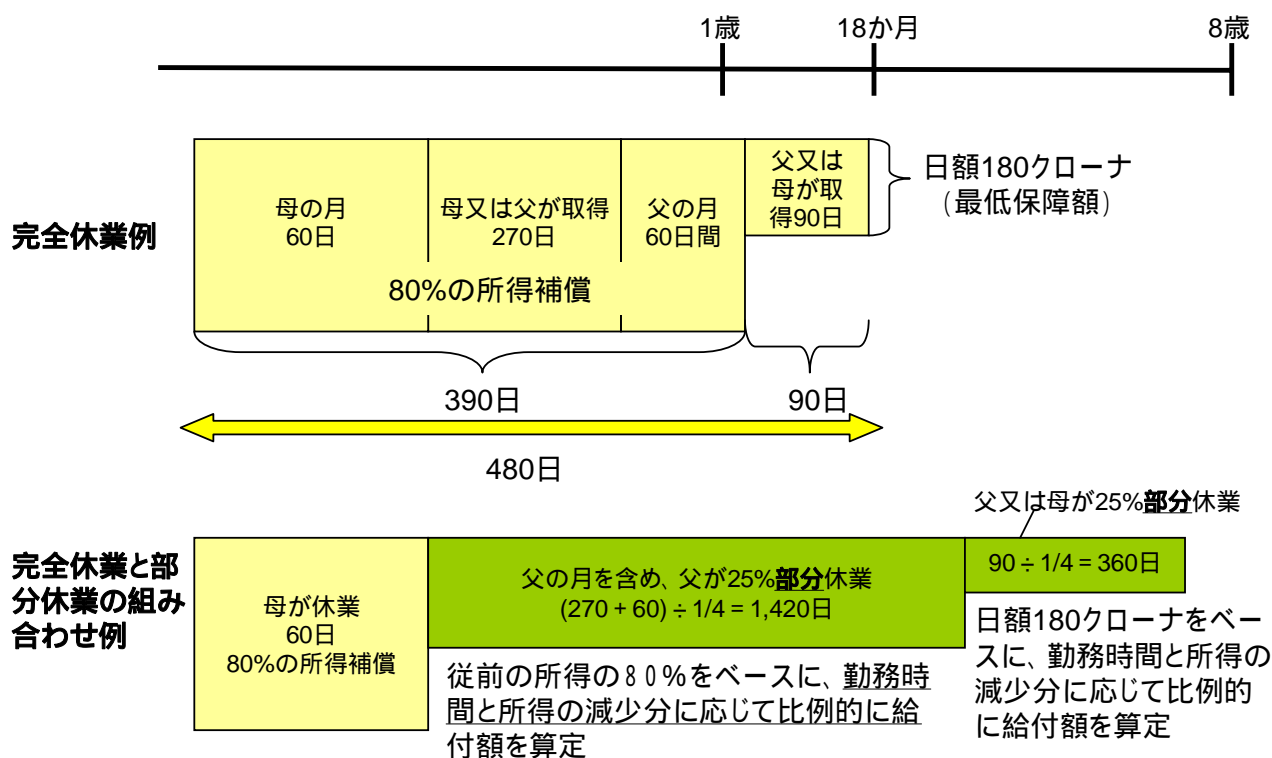 1歳
18か月
8歳
完全休業例
母の月
60日
母又は父が取得
270日
父の月
60日間
80%の所得補償
父又は
母が取
得90日
日額180クローナ
(最低保障額)
390日
90日
480日
完全休業と部
分休業の組み
合わせ例
母が休業
60日
80%の所得補償
父の月を含め、父が25%部分休業
(270 + 60) ÷ 1/4 = 1,420日
従前の所得の80%をベースに、勤務時
間と所得の減少分に応じて比例的に給
付額を算定
父又は母が25%部分休業
90 ÷ 1/4 = 360日
日額180クローナをベー
スに、勤務時間と所得の
減少分に応じて比例的
に給付額を算定